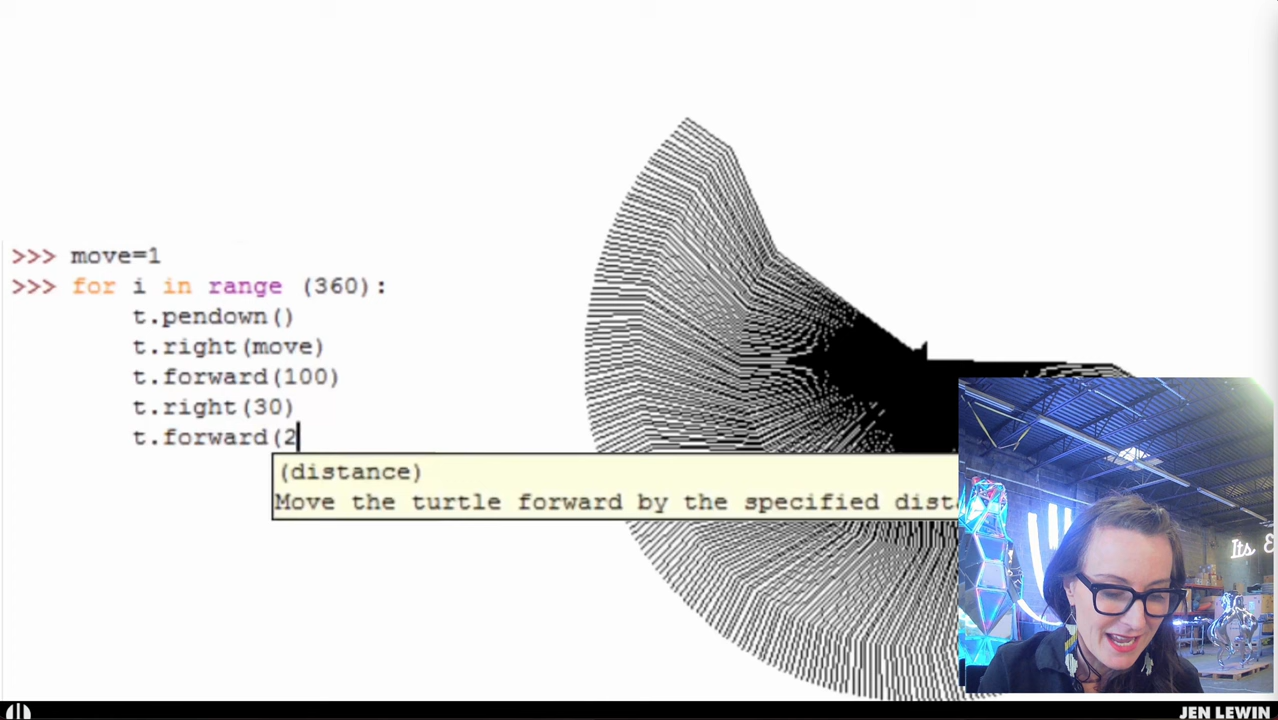 >>> move=1
>>> for i in range (360):
t.pendown()
t.right(move)
t.forward(100)
t.right(30)
t.forward(2
(distance)
Move the turtle forward by the specified dist
Its E
JEN LEWIN